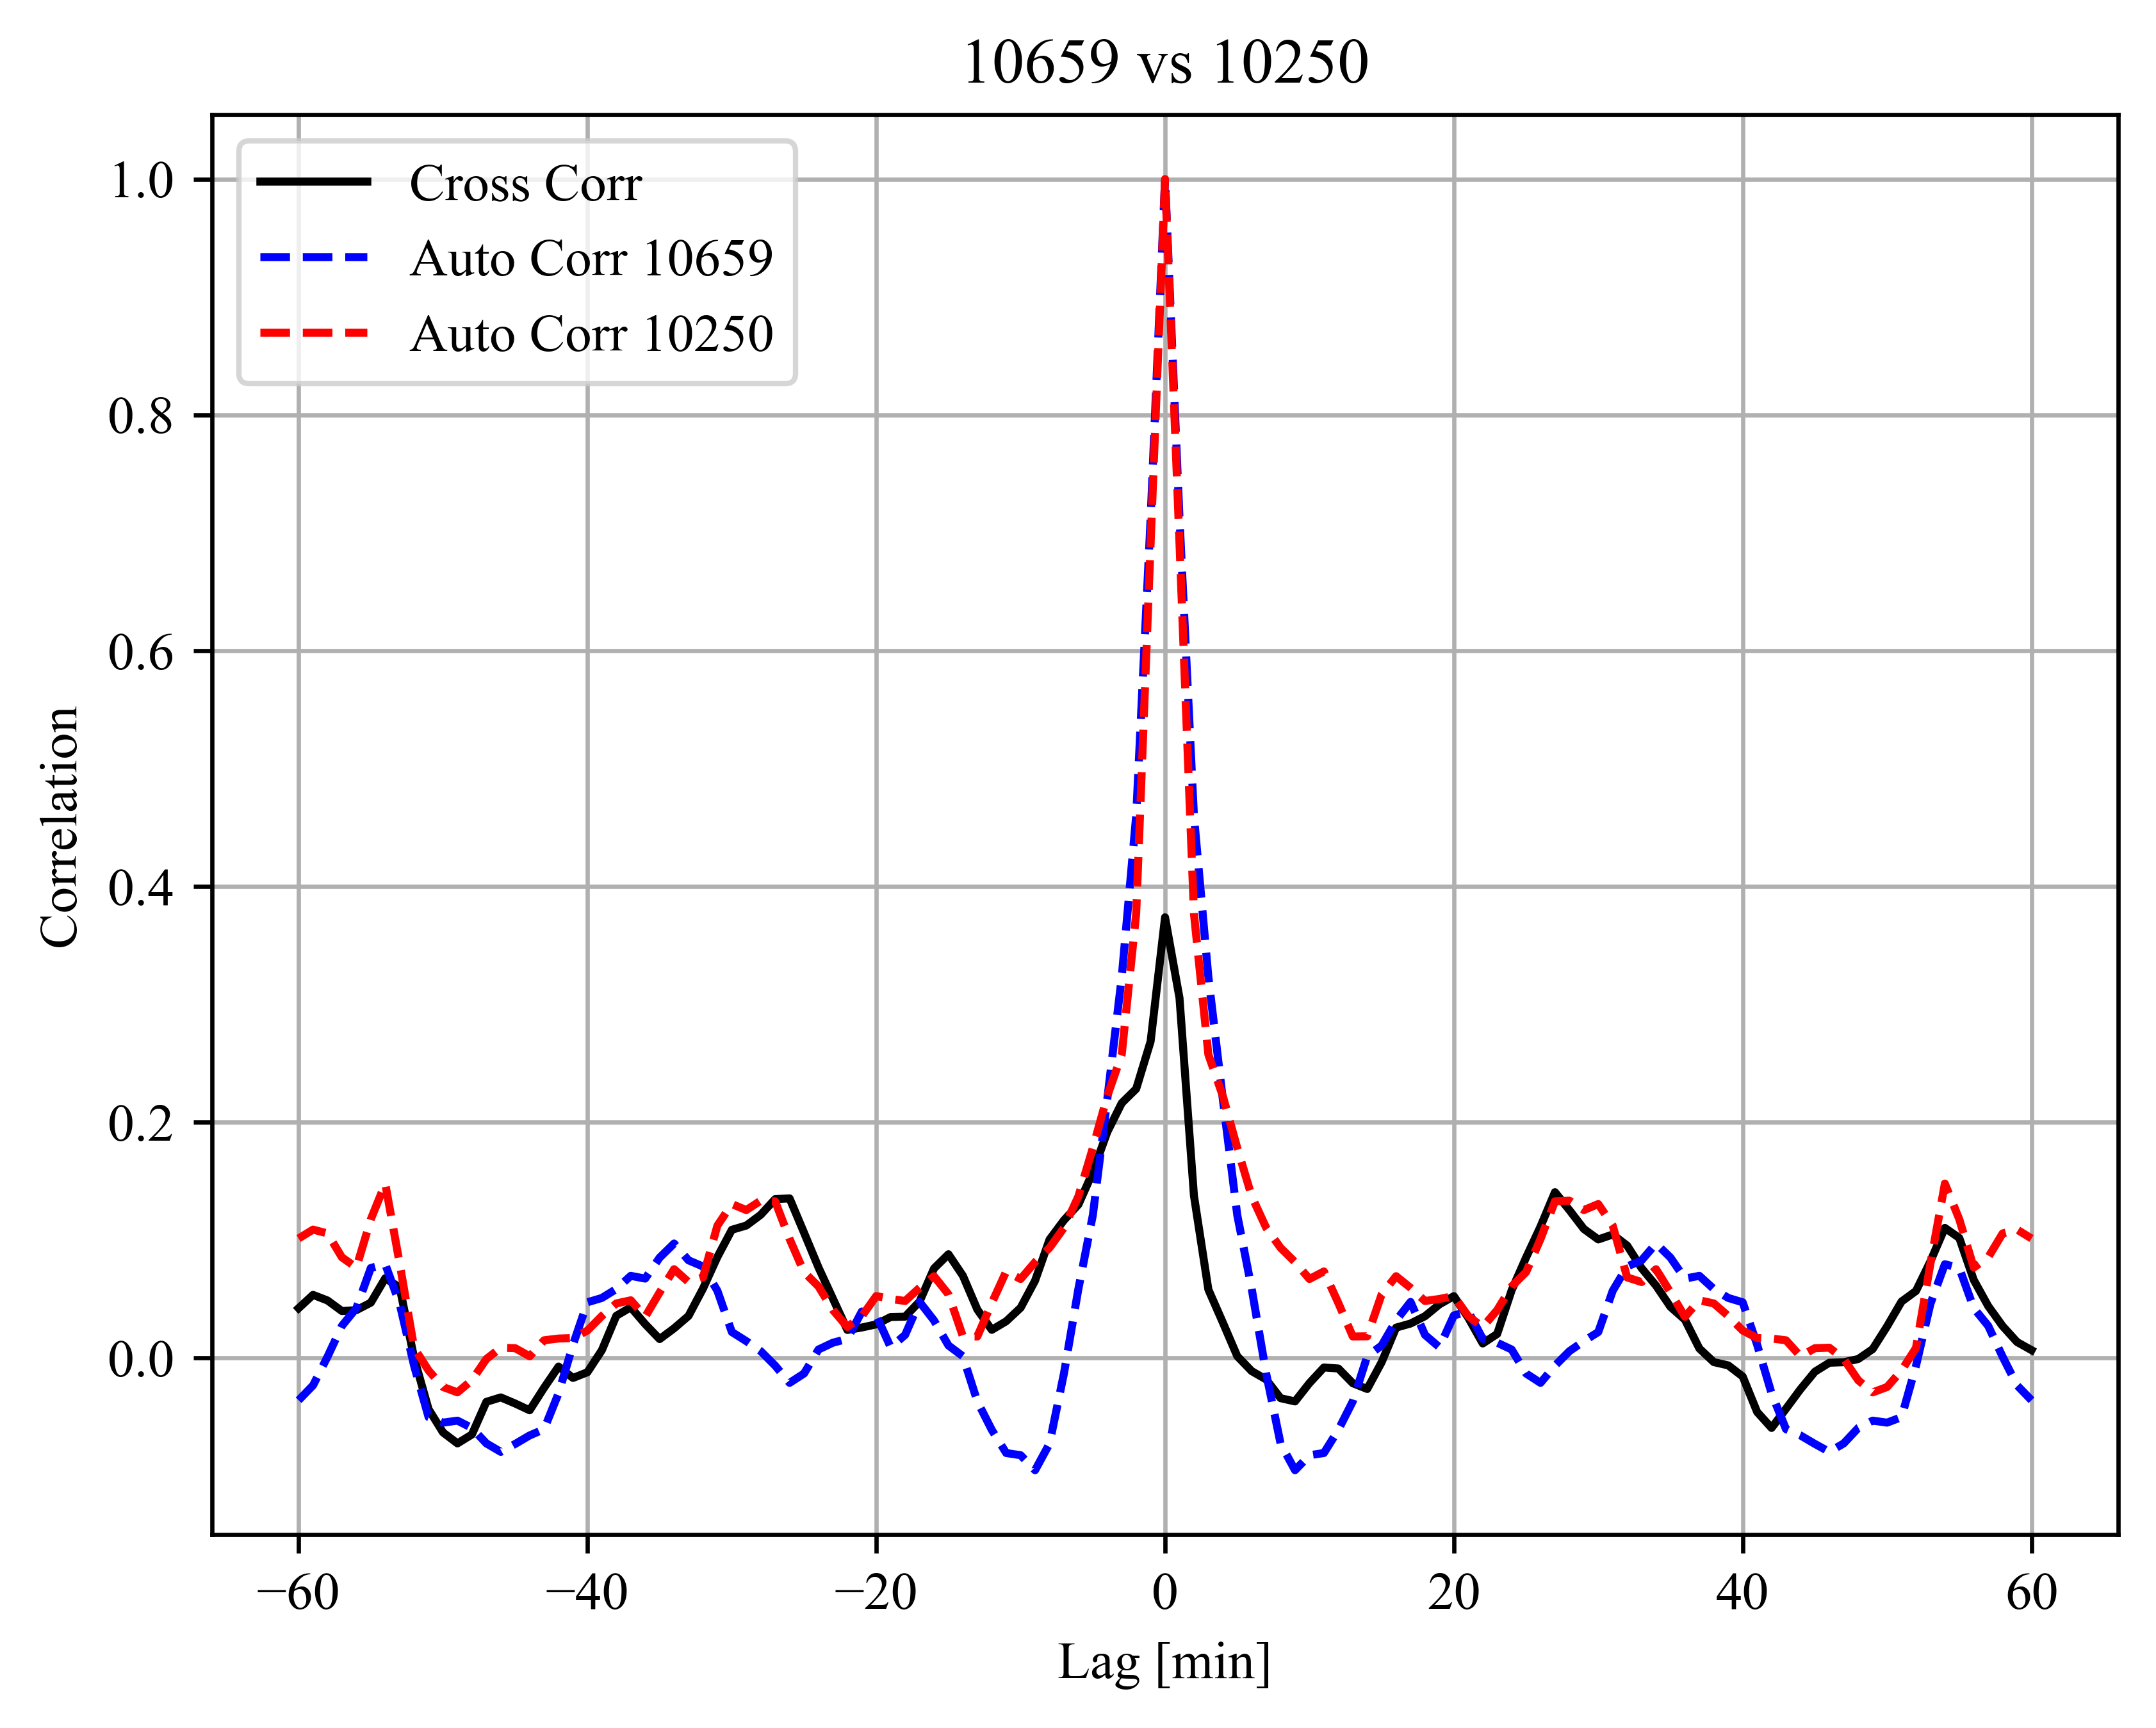 10659 vs 10250
Cross Corr
Auto Corr 10659
Auto Corr 10250
1.0
0.8
0.6
0.4
0.2
0.0
Correlation
−60 −40 −20 0 20 40 60
Lag [min]